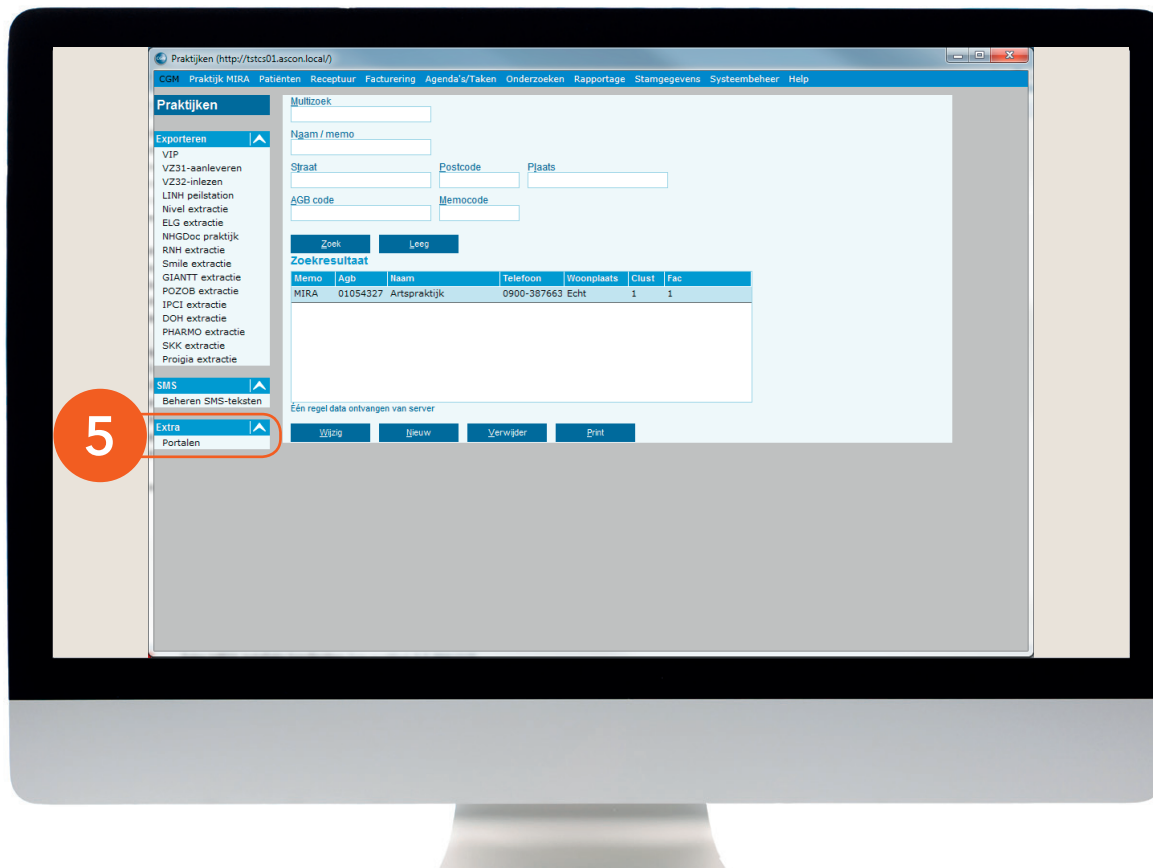 Praktijken (http://tstcs01.ascon.local/)
CGM Praktijk MIRA Patiënten Receptuur Facturering Agenda's/Taken Onderzoeken Rapportage Stamgegevens Systeembeheer Help
Praktijken
Exporteren
VIP
VZ31-aanleveren
VZ32-inlezen
LINH peilstation
Nivel extractie
ELG extractie
NHGDoc praktijk
RNH extractie
Smile extractie
GIANTT extractie
POZOB extractie
IPCI extractie
DOH extractie
PHARMO extractie
SKK extractie
Proigia extractie
SMS
Beheren SMS-teksten
5
Extra
Portalen
Multizoek
Naam / memo
Straat Postcode Plaats
AGB code Memocode
Zoek Leeg
Zoekresultaat
Memo Agb Naam Telefoon Woonplaats Clust Fac
MIRA 01054327 Artspraktijk 0900-387663 Echt 1 1
Één regel data ontvangen van server
Wijzig Nieuw Verwijder Print